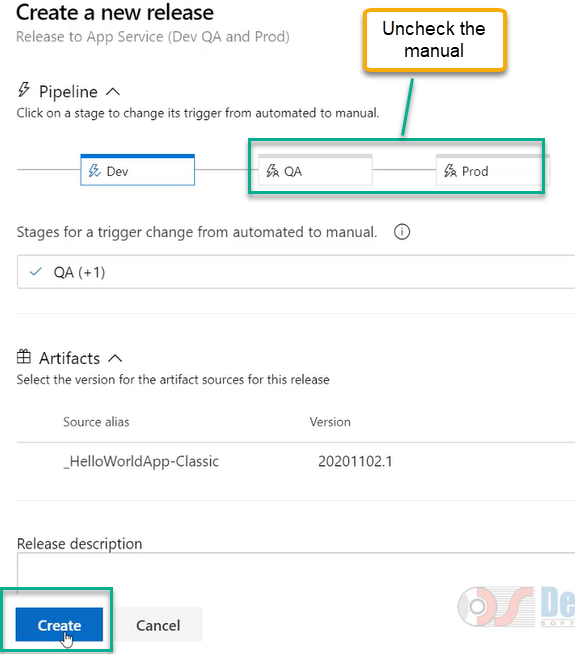 Create a new release
Release to App Service (Dev QA and Prod)
Uncheck the
manual
Pipeline
Click on a stage to change its trigger from automated to manual.
Dev
QA
Prod
Stages for a trigger change from automated to manual.
QA (+1)
Artifacts
Select the version for the artifact sources for this release
Source alias
Version
_HelloWorldApp-Classic
20201102.1
Release description
Create
Cancel
DS
De
SOFT